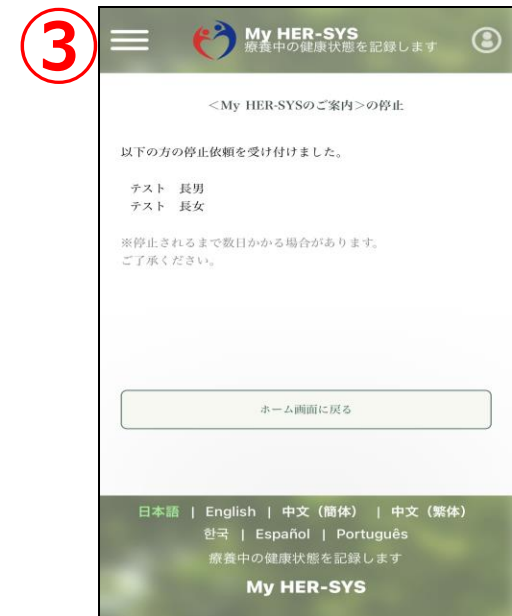 ③
My HER-SYS
療養中の健康状態を記録します
<My HER-SYSのご案内>の停止
以下の方の停止依頼を受け付けました。
テスト 長男
テスト 長女
※停止されるまで数日かかる場合があります。
ご了承ください。
ホーム画面に戻る
日本語 | English | 中文（簡体） | 中文（繁体）
한국 | Español | Português
療養中の健康状態を記録します
My HER-SYS